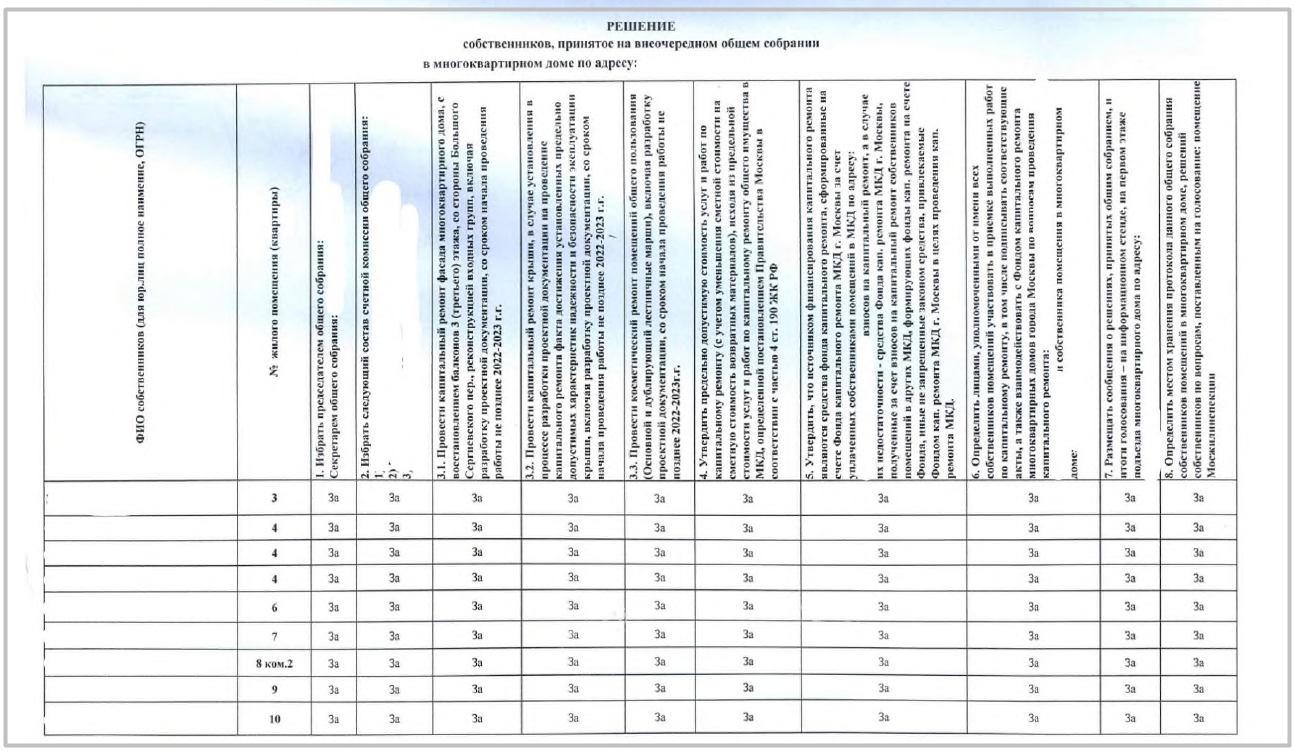 РЕШЕНИЕ
собственников, принятое на внеочередном общем собрании
в многоквартирном доме по адресу:
ФИО собственников (для юр.лиц полное наимение, ОГРН)
№ жилого помещения (квартиры)
1. Избрать председателем общего собрания:
Секретарем общего собрания:
2. Избрать следующий состав счетной комиссии общего собрания:
1,
2)
3,
3.1. Провести капитальный ремонт фасада многоквартирного дома, с
восстановлением балконов 3 (третьего) этажа, со стороны Большого
Сергиевского пер., реконструкцией входных групп, включая
разработку проектной документации, со сроком начала проведения
работы не позднее 2022-2023 г.г.
3.2. Провести капитальный ремонт крыши, в случае установления в
процессе разработки проектной документации на проведение
капитального ремонта факта достижения установленных предельно
допустимых характеристик надежности и безопасности эксплуатации
крыши, включая разработку проектной документации, со сроком
начала проведения работы не позднее 2022-2023 г.г.
3.3. Провести косметический ремонт помещений общего пользования
(Основной и дублирующий лестничные марши), включая разработку
проектной документации, со сроком начала проведения работы не
позднее 2022-2023г.г.
4. Утвердить предельно допустимую стоимость услуг и работ по
капитальному ремонту (с учетом уменьшения сметной стоимости на
сметную стоимость возвратных материалов), исходя из предельной
стоимости услуг и работ по капитальному ремонту общего имущества в
МКД, определенной постановлением Правительства Москвы в
соответствии с частью 4 ст. 190 ЖК РФ
5. Утвердить, что источником финансирования капитального ремонта
являются средства фонда капитального ремонта, сформированные на
счете Фонда капитального ремонта МКД г. Москвы за счет
уплаченных собственниками помещений в МКД по адресу:
взносов на капитальный ремонт, а в случае
их недостаточности - средства Фонда кап. ремонта МКД г. Москвы,
полученные за счет взносов на капитальный ремонт собственников
помещений в других МКД, формирующих фонды кап. ремонта на счете
Фонда, иные не запрещенные законом средства, привлекаемые
Фондом кап. ремонта МКД г. Москвы в целях проведения кап.
ремонта МКД.
6. Определить лицами, уполномоченными от имени всех
собственников помещений участвовать в приемке выполненных работ
по капитальному ремонту, в том числе подписывать соответствующие
акты, а также взаимодействовать с Фондом капитального ремонта
многоквартирных домов города Москвы по вопросам проведения
капитального ремонта:
и собственника помещения в многоквартирном
доме:
7. Размещать сообщения о решениях, принятых общим собранием, и
итоги голосования – на информационном стенде, на первом этаже
подъезда многоквартирного дома по адресу:
8. Определить местом хранения протокола данного общего собрания
собственников помещений в многоквартирном доме, решений
собственников по вопросам, поставленным на голосование: помещение
Мосжилинспекции
3 За За За За За За За За За За
4 За За За За За За За За За За
4 За За За За За За За За За За
4 За За За За За За За За За За
6 За За За За За За За За За За
7 За За За За За За За За За За
8 ком.2 За За За За За За За За За За
9 За За За За За За За За За За
10 За За За За За За За За За За